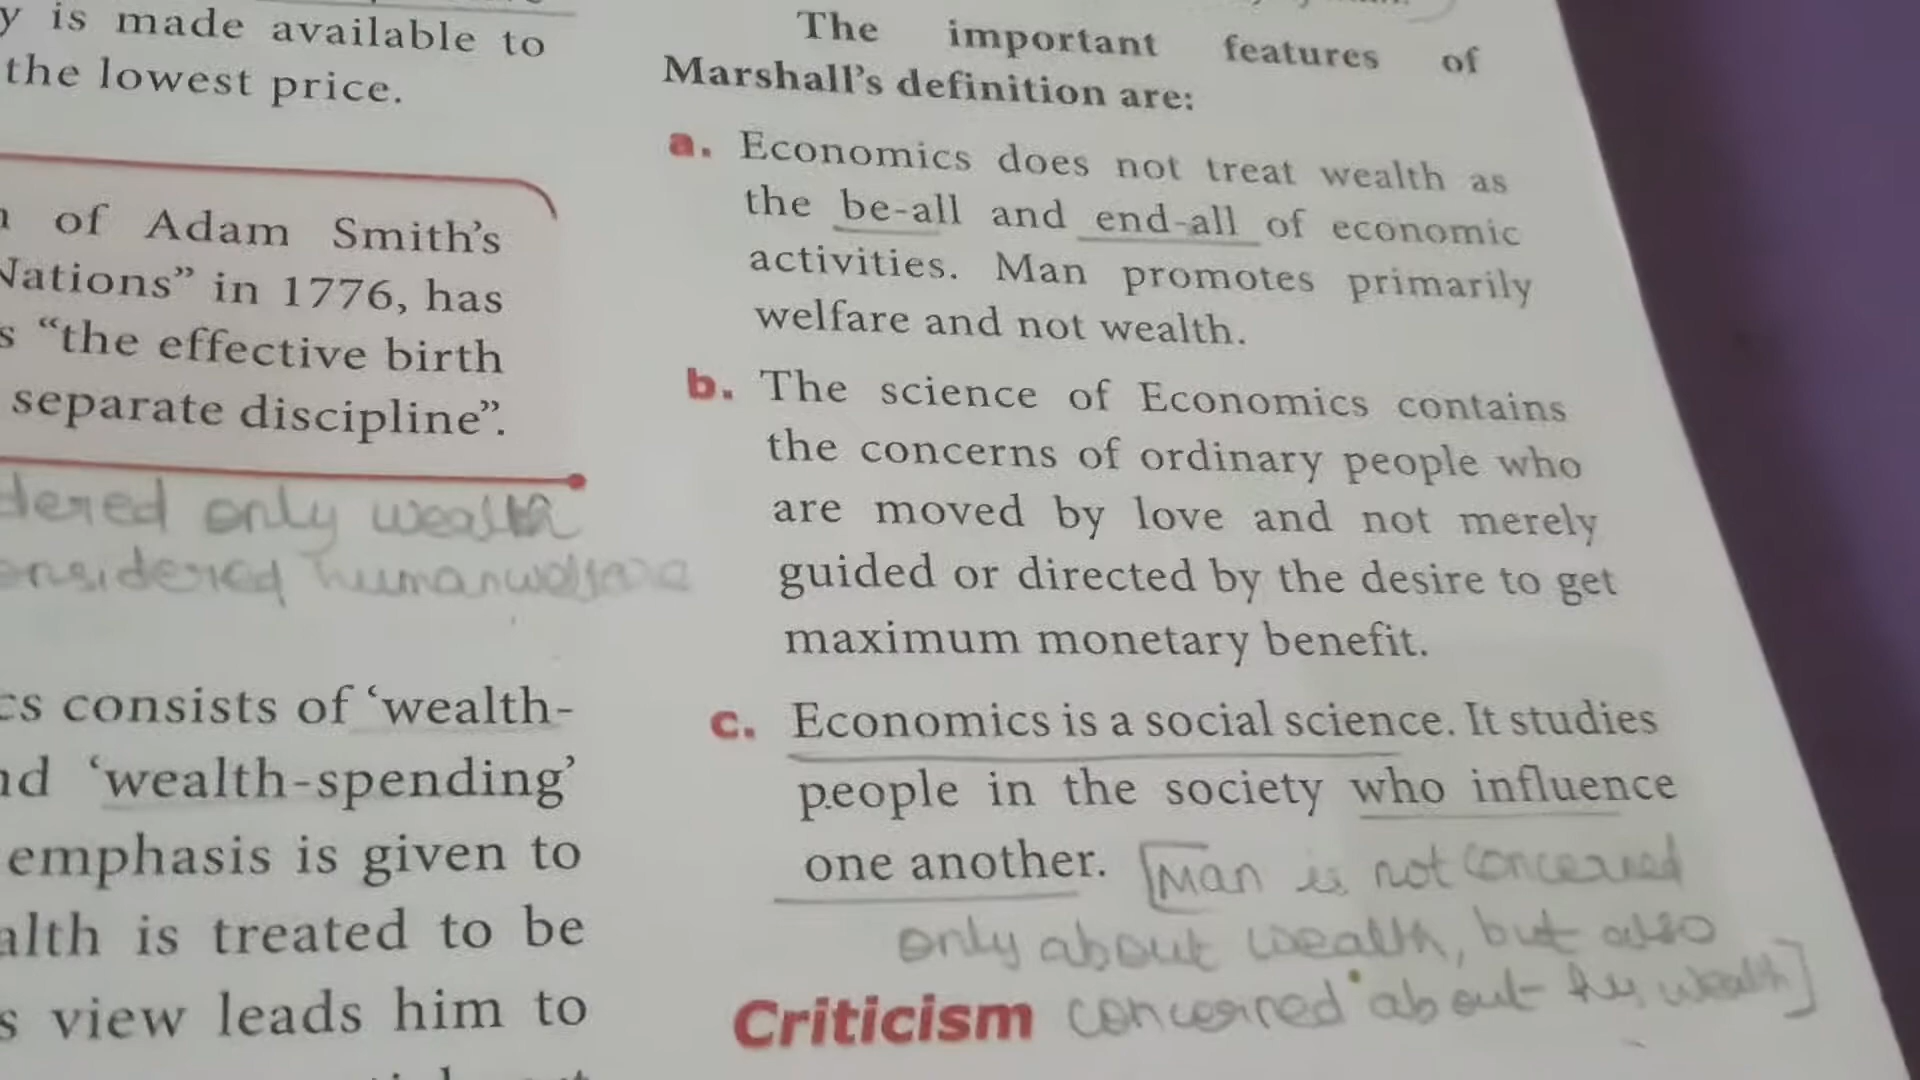 y is made available to
the lowest price.
of Adam Smith's
Nations” in 1776, has
s “the effective birth
separate discipline”.
dered only wealth
onsidered humanwelfare
cs consists of ‘wealth-
nd ‘wealth-spending’
emphasis is given to
alth is treated to be
s view leads him to
The important features of
Marshall’s definition are:
a. Economics does not treat wealth as
the be-all and end-all of economic
activities. Man promotes primarily
welfare and not wealth.
b. The science of Economics contains
the concerns of ordinary people who
are moved by love and not merely
guided or directed by the desire to get
maximum monetary benefit.
c. Economics is a social science. It studies
people in the society who influence
one another. [Man is not concerned
only about wealth, but also
concerned about wealth]
Criticism